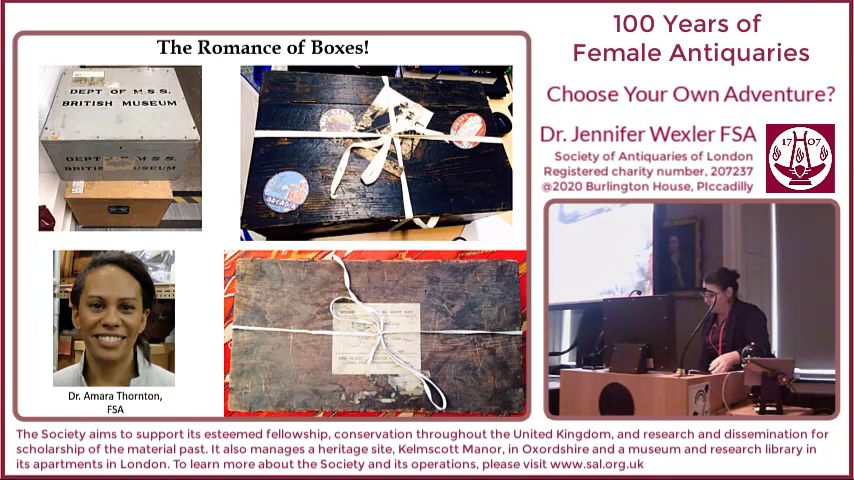 The Romance of Boxes!
DEPT OF M.S.S.
BRITISH MUSEUM
DEPT OF M.S.S.
BRITISH MUSEUM
ARCADIA
Dr. Amara Thornton,
FSA
100 Years of
Female Antiquaries
Choose Your Own Adventure?
Dr. Jennifer Wexler FSA
Society of Antiquaries of London
Registered charity number, 207237
@2020 Burlington House, PIccadilly
17 07
The Society aims to support its esteemed fellowship, conservation throughout the United Kingdom, and research and dissemination for
scholarship of the material past. It also manages a heritage site, Kelmscott Manor, in Oxordshire and a museum and research library in
its apartments in London. To learn more about the Society and its operations, please visit www.sal.org.uk